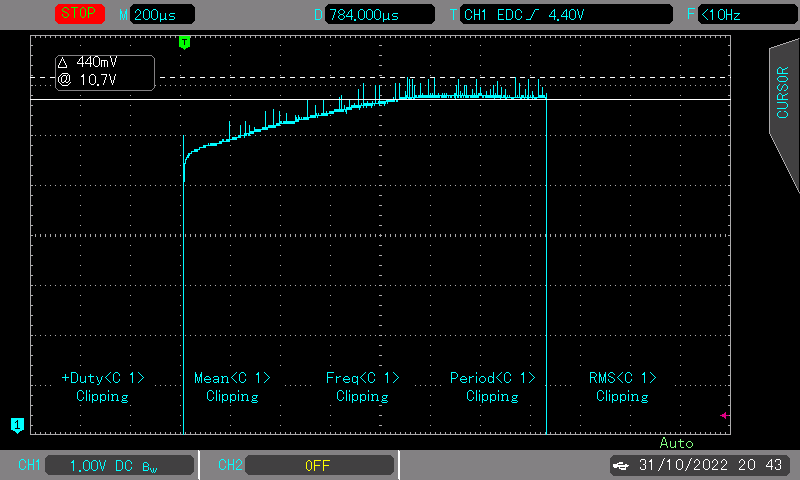 STOP M 200µs D 784.000µs T CH1 EDC 4.40V F <10Hz
T
△ 440mV
@ 10.7V
CURSOR
+Duty<C 1> Mean<C 1> Freq<C 1> Period<C 1> RMS<C 1>
Clipping Clipping Clipping Clipping Clipping
1
Auto
CH1 1.00V DC BW CH2 OFF 31/10/2022 20 43